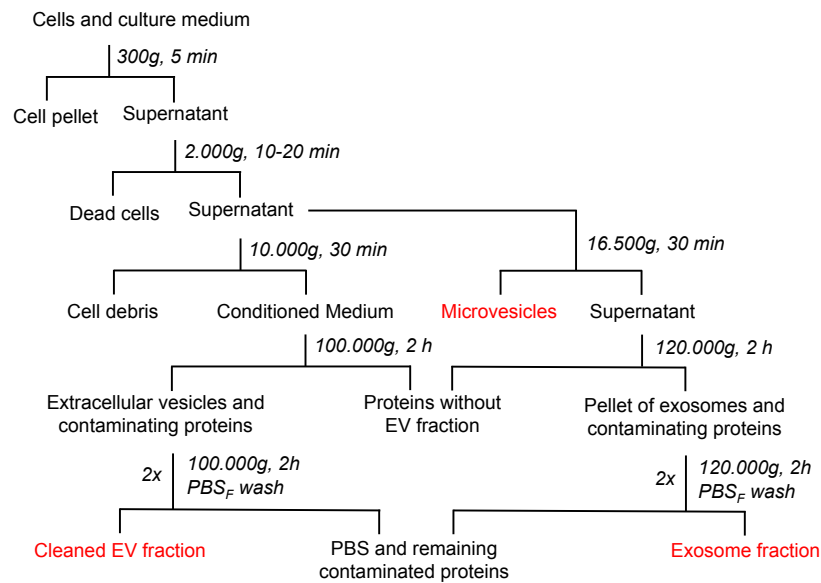 Cells and culture medium
300g, 5 min
Cell pellet
Supernatant
2.000g, 10-20 min
Dead cells
Supernatant
10.000g, 30 min
16.500g, 30 min
Cell debris
Conditioned Medium
Microvesicles
Supernatant
100.000g, 2 h
120.000g, 2 h
Extracellular vesicles and
contaminating proteins
Proteins without
EV fraction
Pellet of exosomes and
contaminating proteins
2x
100.000g, 2h
PBSF wash
2x
120.000g, 2h
PBSF wash
Cleaned EV fraction
PBS and remaining
contaminated proteins
Exosome fraction